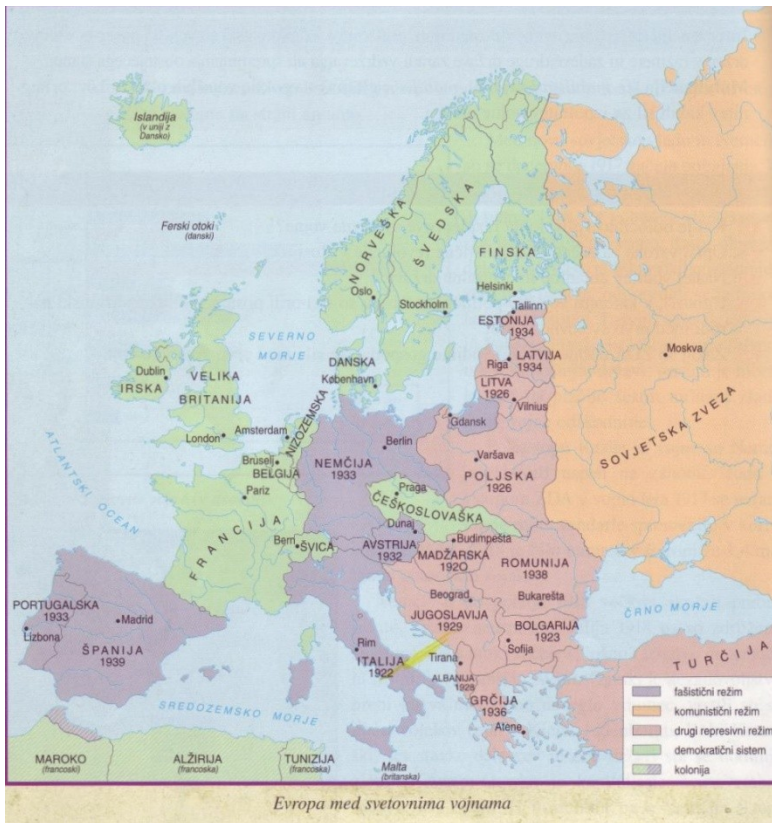 Islandija
(v uniji z
Dansko)
Ferski otoki
(danski)
NORVEŠKA
ŠVEDSKA
FINSKA
Oslo
Stockholm
Helsinki
Tallinn
ESTONIJA
1934
Riga
LATVIJA
1934
LITVA
1926
Vilnius
Moskva
SOVJETSKA ZVEZA
SEVERNO
MORJE
DANSKA
København
Dublin
IRSKA
VELIKA
BRITANIJA
London
Amsterdam
NIZOZEMSKA
Bruselj
BELGIJA
Pariz
FRANCIJA
ATLANTSKI OCEAN
Gdansk
Berlin
NEMČIJA
1933
Varšava
POLJSKA
1926
Praga
ČEŠKOSLOVAŠKA
Dunaj
Bern
ŠVICA
AVSTRIJA
1932
Budimpešta
MADŽARSKA
1920
ROMUNIJA
1938
Beograd
Bukarešta
JUGOSLAVIJA
1929
BOLGARIJA
1923
Sofija
ČRNO MORJE
TURČIJA
PORTUGALSKA
1933
Lizbona
Madrid
ŠPANIJA
1939
Rim
ITALIJA
1922
Tirana
ALBANIJA
1928
GRČIJA
1936
Atene
SREDOZEMSKO MORJE
MAROKO
(francoski)
ALŽIRIJA
(francoska)
TUNIZIJA
(francoska)
Malta
(britanska)
fašistični režim
komunistični režim
drugi represivni režim
demokratični sistem
kolonija
Evropa med svetovnima vojnama